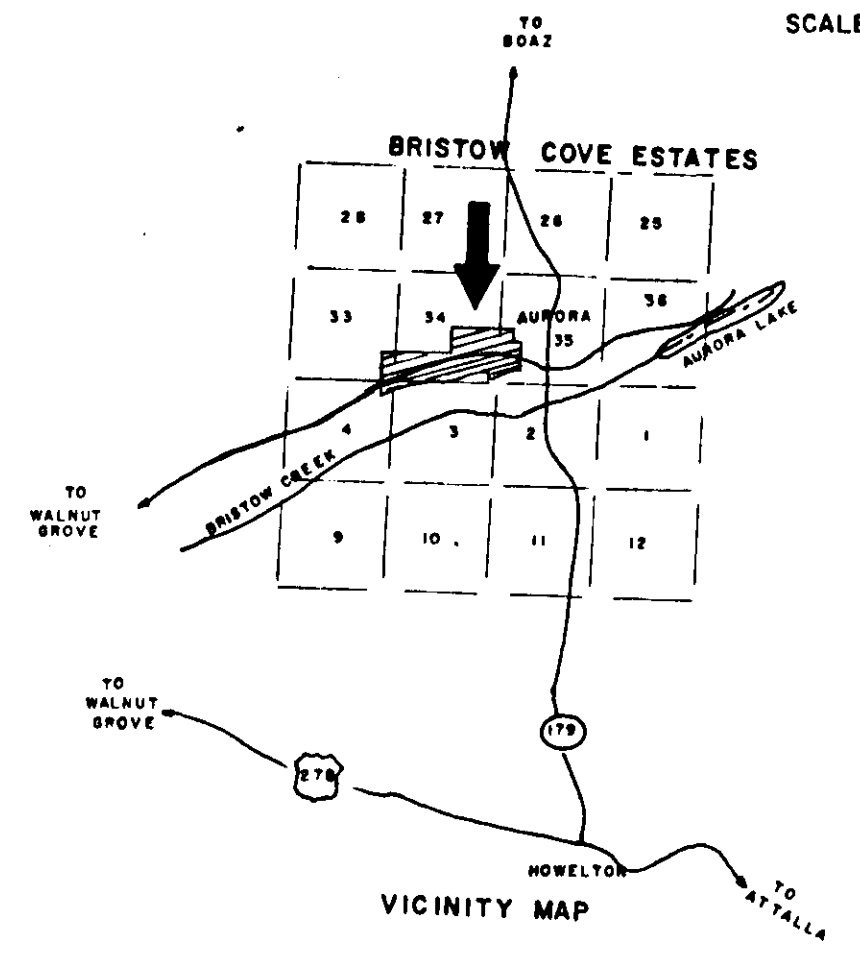 SCALE
TO
BOAZ
BRISTOW COVE ESTATES
28 27 26 25
33 34 AURORA 36
35
AURORA LAKE
4 3 2 1
BRISTOW CREEK
TO
WALNUT
GROVE
9 10 11 12
TO
WALNUT
GROVE
179
278
HOWELTON
TO
ATTALLA
VICINITY MAP